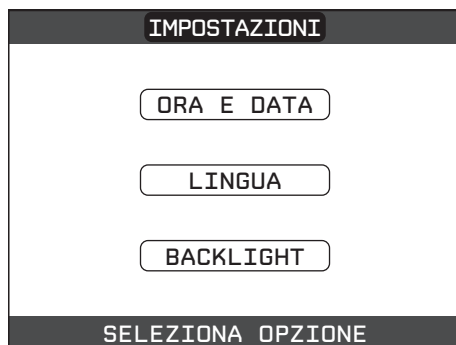 IMPOSTAZIONI
ORA E DATA
LINGUA
BACKLIGHT
SELEZIONA OPZIONE